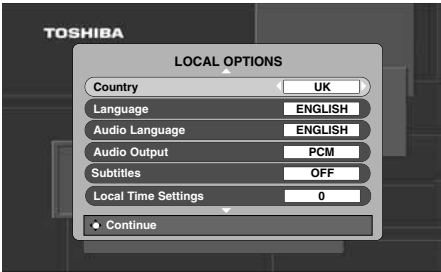 TOSHIBA
LOCAL OPTIONS
Country UK
Language ENGLISH
Audio Language ENGLISH
Audio Output PCM
Subtitles OFF
Local Time Settings 0
Continue